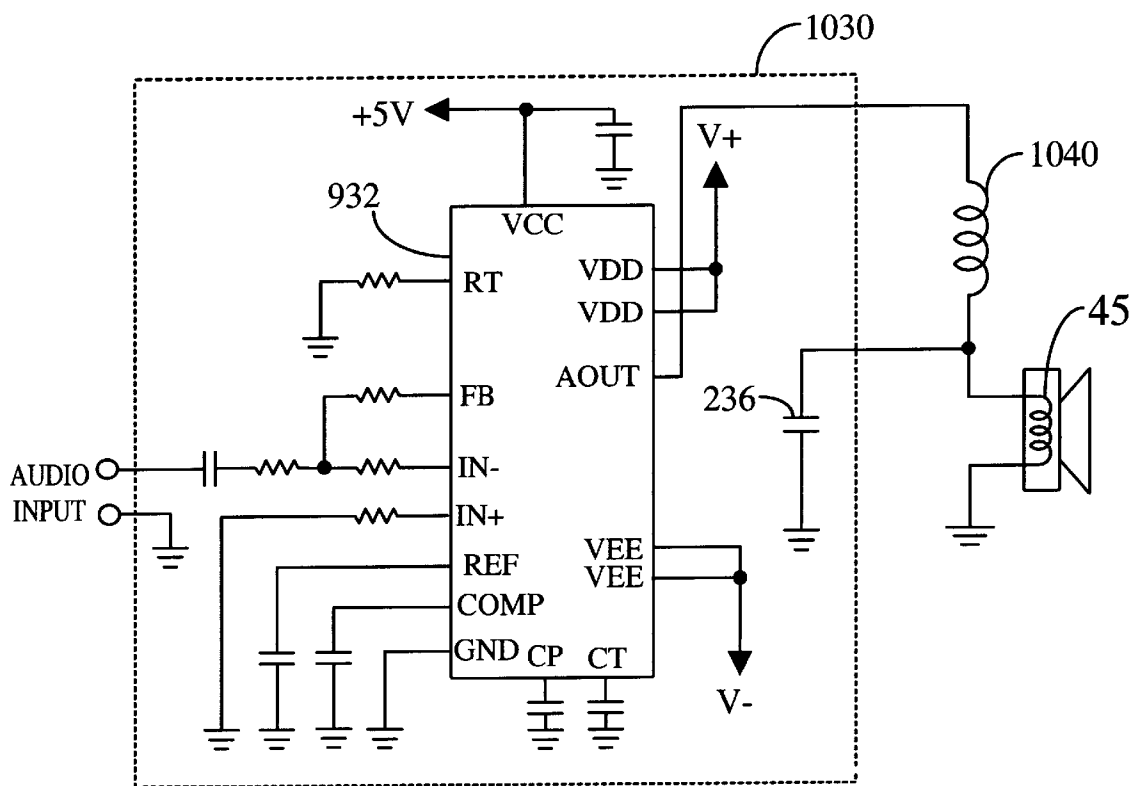 1030
+5V
V+
1040
932
VCC
VDD
RT
VDD
45
AOUT
FB
236
AUDIO
INPUT
IN-
IN+
VEE
REF
VEE
COMP
GND
CP
CT
V-